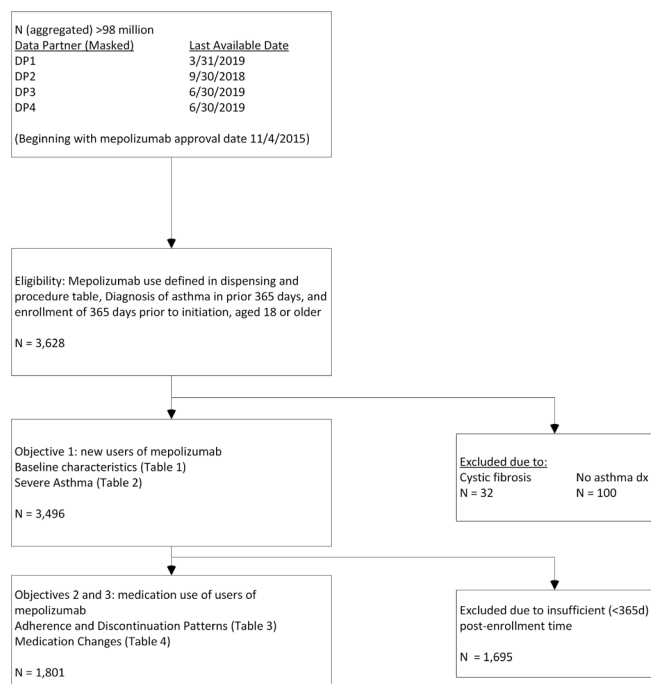 N (aggregated) >98 million
Data Partner (Masked) Last Available Date
DP1 3/31/2019
DP2 9/30/2018
DP3 6/30/2019
DP4 6/30/2019
(Beginning with mepolizumab approval date 11/4/2015)
Eligibility: Mepolizumab use defined in dispensing and
procedure table, Diagnosis of asthma in prior 365 days, and
enrollment of 365 days prior to initiation, aged 18 or older
N = 3,628
Objective 1: new users of mepolizumab
Baseline characteristics (Table 1)
Severe Asthma (Table 2)
N = 3,496
Excluded due to:
Cystic fibrosis No asthma dx
N = 32 N = 100
Objectives 2 and 3: medication use of users of
mepolizumab
Adherence and Discontinuation Patterns (Table 3)
Medication Changes (Table 4)
N = 1,801
Excluded due to insufficient (<365d)
post-enrollment time
N = 1,695